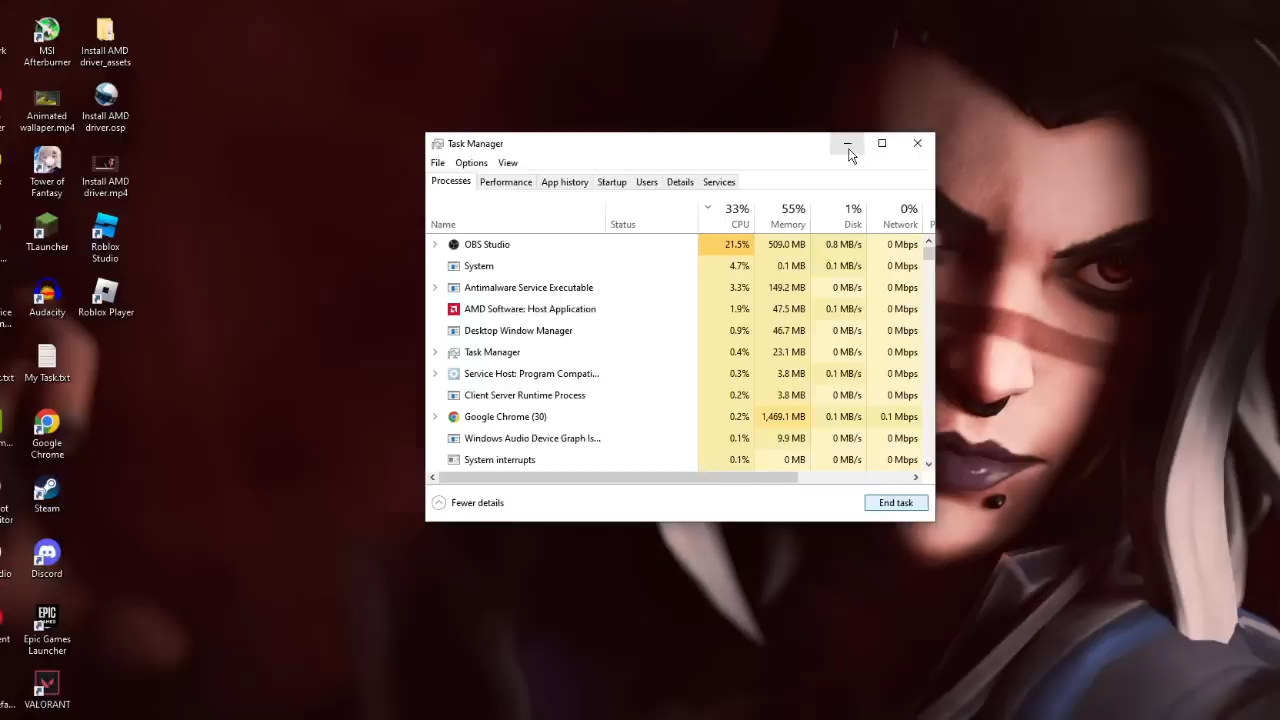 MSI
Afterburner
Install AMD
driver_assets
Animated
wallaper.mp4
Install AMD
driver.osp
Tower of
Fantasy
Install AMD
driver.mp4
TLauncher
Roblox
Studio
Audacity
Roblox Player
My Task.txt
Google
Chrome
Steam
Discord
EPIC
GAMES
Epic Games
Launcher
VALORANT
Task Manager
File Options View
Processes Performance App history Startup Users Details Services
33% 55% 1% 0%
Name Status CPU Memory Disk Network P
OBS Studio 21.5% 509.0 MB 0.8 MB/s 0 Mbps
System 4.7% 0.1 MB 0.1 MB/s 0 Mbps
Antimalware Service Executable 3.3% 149.2 MB 0 MB/s 0 Mbps
AMD Software: Host Application 1.9% 47.5 MB 0.1 MB/s 0 Mbps
Desktop Window Manager 0.9% 46.7 MB 0 MB/s 0 Mbps
Task Manager 0.4% 23.1 MB 0 MB/s 0 Mbps
Service Host: Program Compati... 0.3% 3.8 MB 0 MB/s 0 Mbps
Client Server Runtime Process 0.2% 3.8 MB 0 MB/s 0 Mbps
Google Chrome (30) 0.2% 1,469.1 MB 0.1 MB/s 0.1 Mbps
Windows Audio Device Graph Is... 0.1% 9.9 MB 0 MB/s 0 Mbps
System interrupts 0.1% 0 MB 0 MB/s 0 Mbps
Fewer details End task